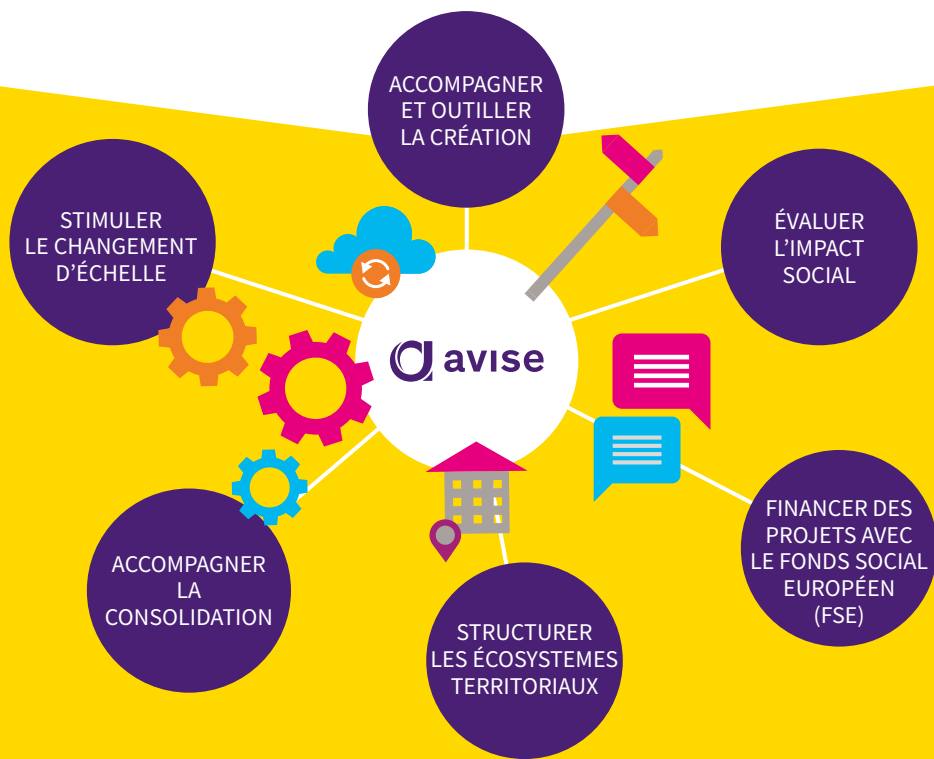 ACCOMPAGNER
ET OUTILLER
LA CRÉATION
STIMULER
LE CHANGEMENT
D'ÉCHELLE
ÉVALUER
L'IMPACT
SOCIAL
avise
FINANCER DES
PROJETS AVEC
LE FONDS SOCIAL
EUROPÉEN
(FSE)
ACCOMPAGNER
LA
CONSOLIDATION
STRUCTURER
LES ÉCOSYSTEMES
TERRITORIAUX